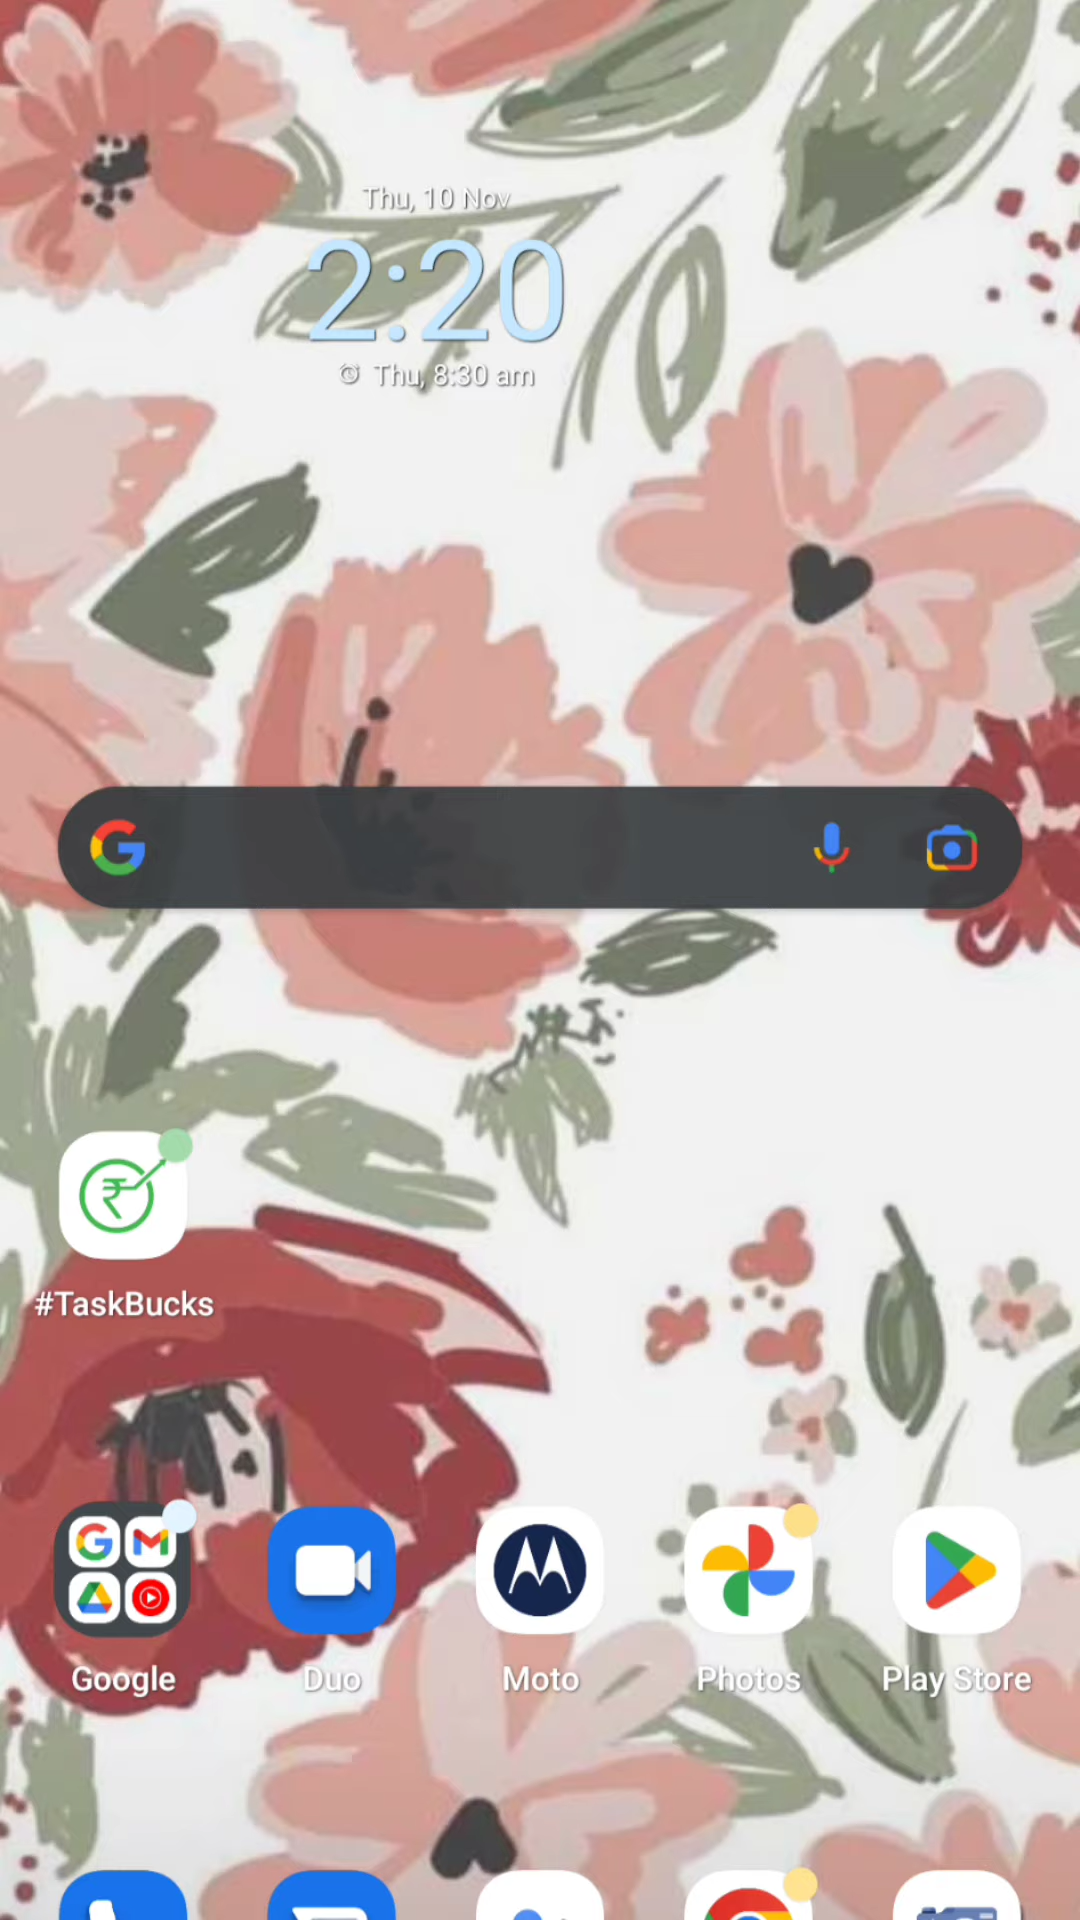 Thu, 10 Nov
2:20
Thu, 8:30 am
#TaskBucks
Google
Duo
Moto
Photos
Play Store